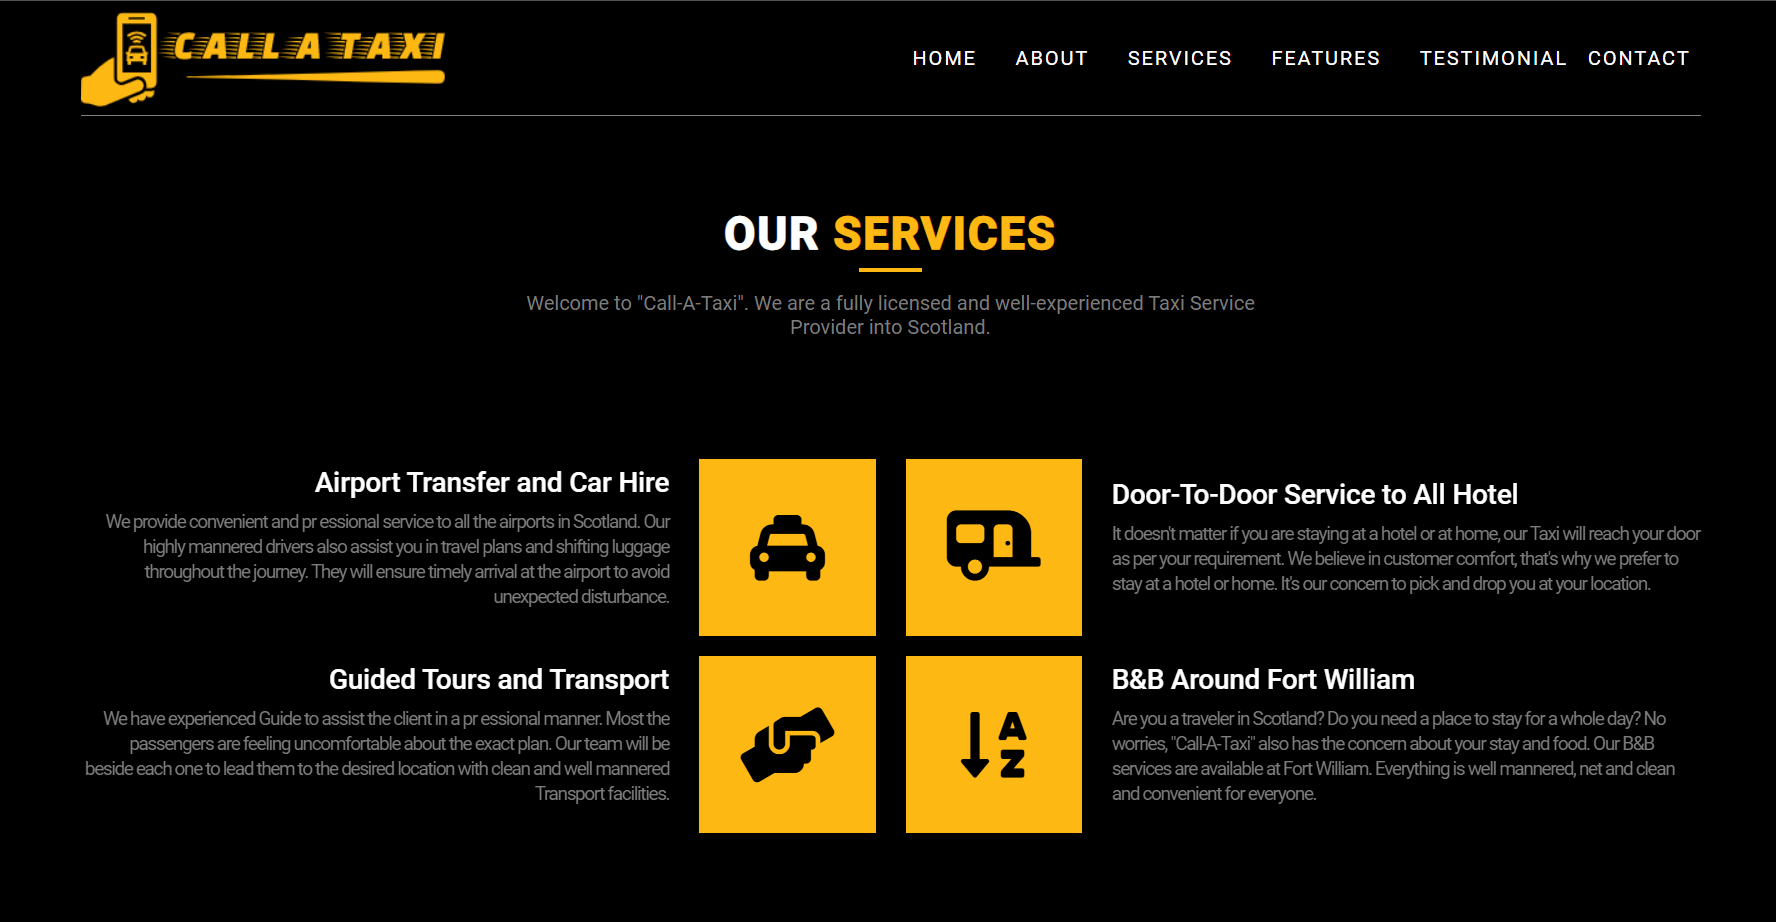 CALL A TAXI
HOME ABOUT SERVICES FEATURES TESTIMONIAL CONTACT
OUR SERVICES
Welcome to "Call-A-Taxi". We are a fully licensed and well-experienced Taxi Service
Provider into Scotland.
Airport Transfer and Car Hire
We provide convenient and pr essional service to all the airports in Scotland. Our
highly mannered drivers also assist you in travel plans and shifting luggage
throughout the journey. They will ensure timely arrival at the airport to avoid
unexpected disturbance.
Door-To-Door Service to All Hotel
It doesn't matter if you are staying at a hotel or at home, our Taxi will reach your door
as per your requirement. We believe in customer comfort, that's why we prefer to
stay at a hotel or home. It's our concern to pick and drop you at your location.
Guided Tours and Transport
We have experienced Guide to assist the client in a pr essional manner. Most the
passengers are feeling uncomfortable about the exact plan. Our team will be
beside each one to lead them to the desired location with clean and well mannered
Transport facilities.
A
Z
B&B Around Fort William
Are you a traveler in Scotland? Do you need a place to stay for a whole day? No
worries, "Call-A-Taxi" also has the concern about your stay and food. Our B&B
services are available at Fort William. Everything is well mannered, net and clean
and convenient for everyone.